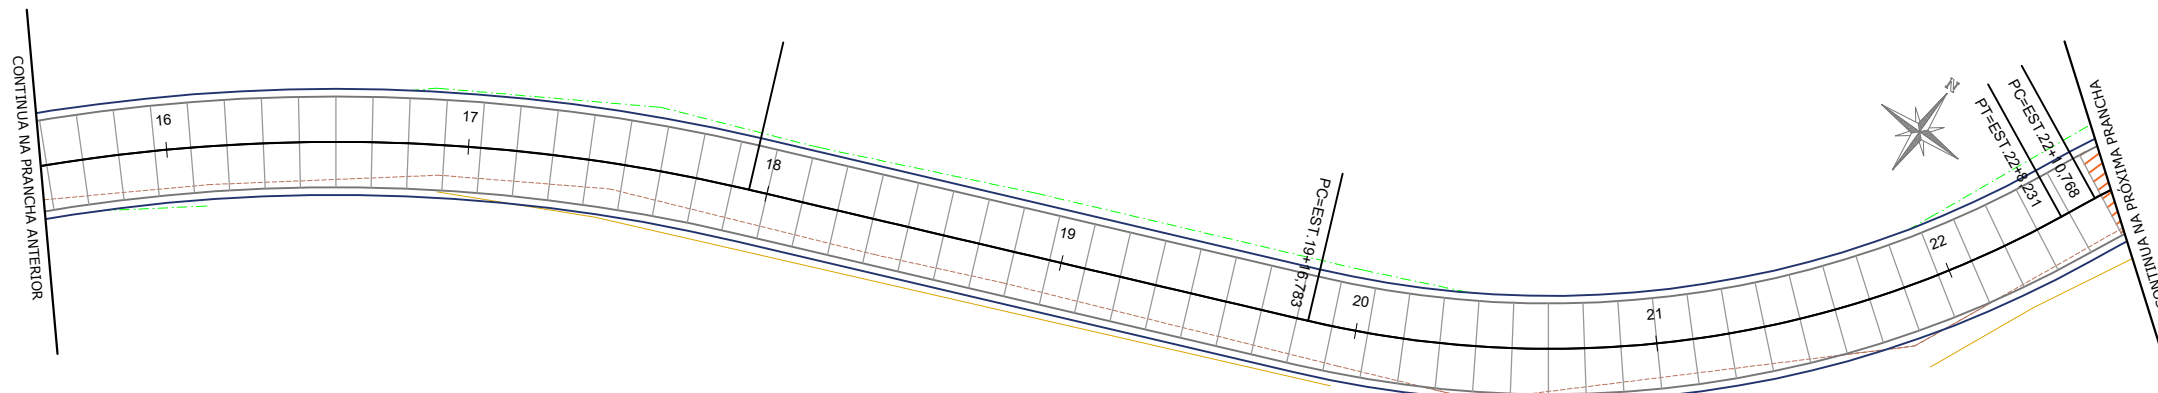 CONTINUA NA PRANCHA ANTERIOR
16
17
18
19
PC=EST.19+16,783
20
21
22
N
PT=EST.22+8,231
PC=EST.22+10,768
CONTINUA NA PRÓXIMA PRANCHA